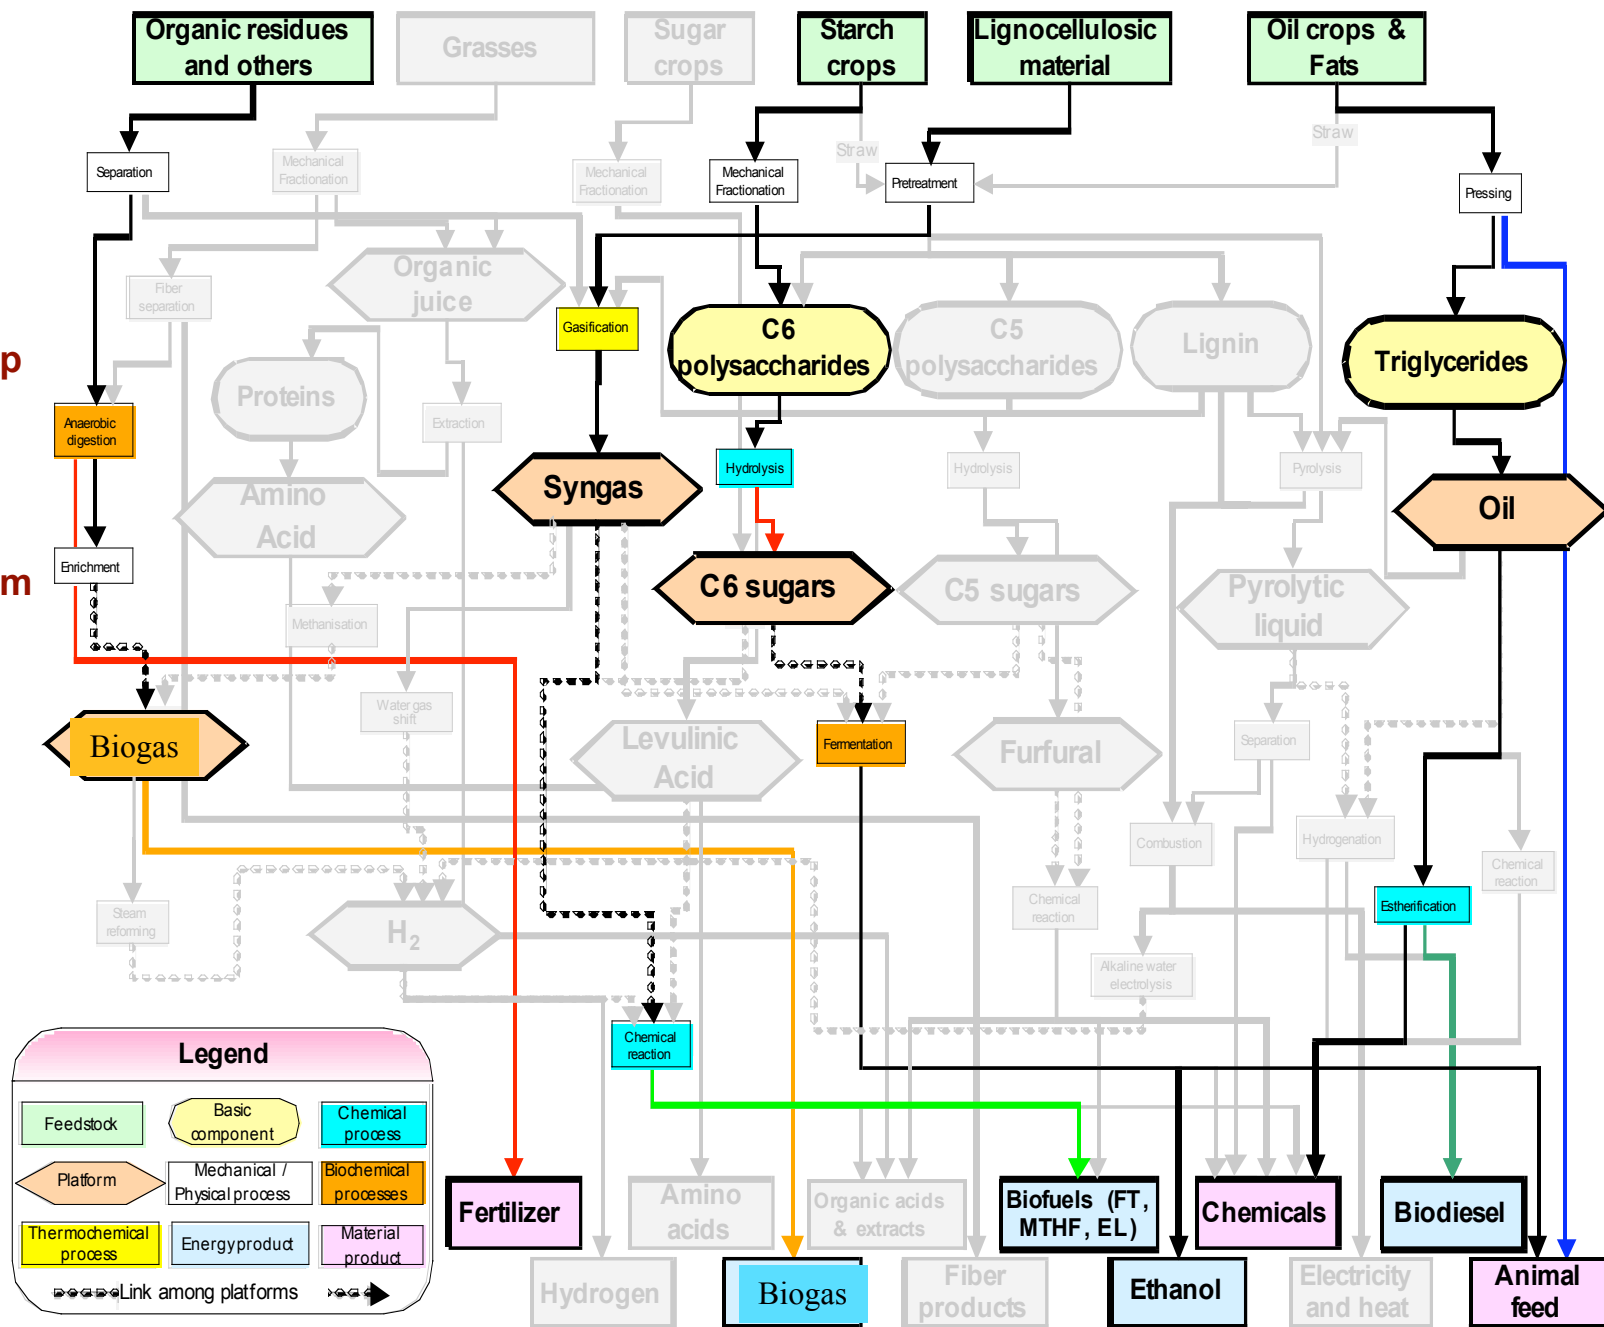 Organic residues
and others
Grasses
Sugar
crops
Starch
crops
Lignocellulosic
material
Oil crops &
Fats
Straw
Straw
Separation
Mechanical
Fractionation
Mechanical
Fractionation
Mechanical
Fractionation
Pretreatment
Pressing
Fiber
separation
Organic
juice
Gasification
C6
polysaccharides
C5
polysaccharides
Lignin
Triglycerides
p
Proteins
Anaerobic
digestion
Extraction
Hydrolysis
Hydrolysis
Pyrolysis
Amino
Acid
Syngas
Oil
Enrichment
m
C6 sugars
C5 sugars
Pyrolytic
liquid
Methanisation
Water gas
shift
Biogas
Levulinic
Acid
Fermentation
Furfural
Separation
Combustion
Hydrogenation
Chemical
reaction
Steam
reforming
H2
Chemical
reaction
Estherification
Alkaline water
electrolysis
Chemical
reaction
Legend
Feedstock
Basic
component
Chemical
process
Platform
Mechanical /
Physical process
Biochemical
processes
Thermochemical
process
Energy product
Material
product
Link among platforms
Fertilizer
Amino
acids
Organic acids
& extracts
Biofuels (FT,
MTHF, EL)
Chemicals
Biodiesel
Hydrogen
Biogas
Fiber
products
Ethanol
Electricity
and heat
Animal
feed